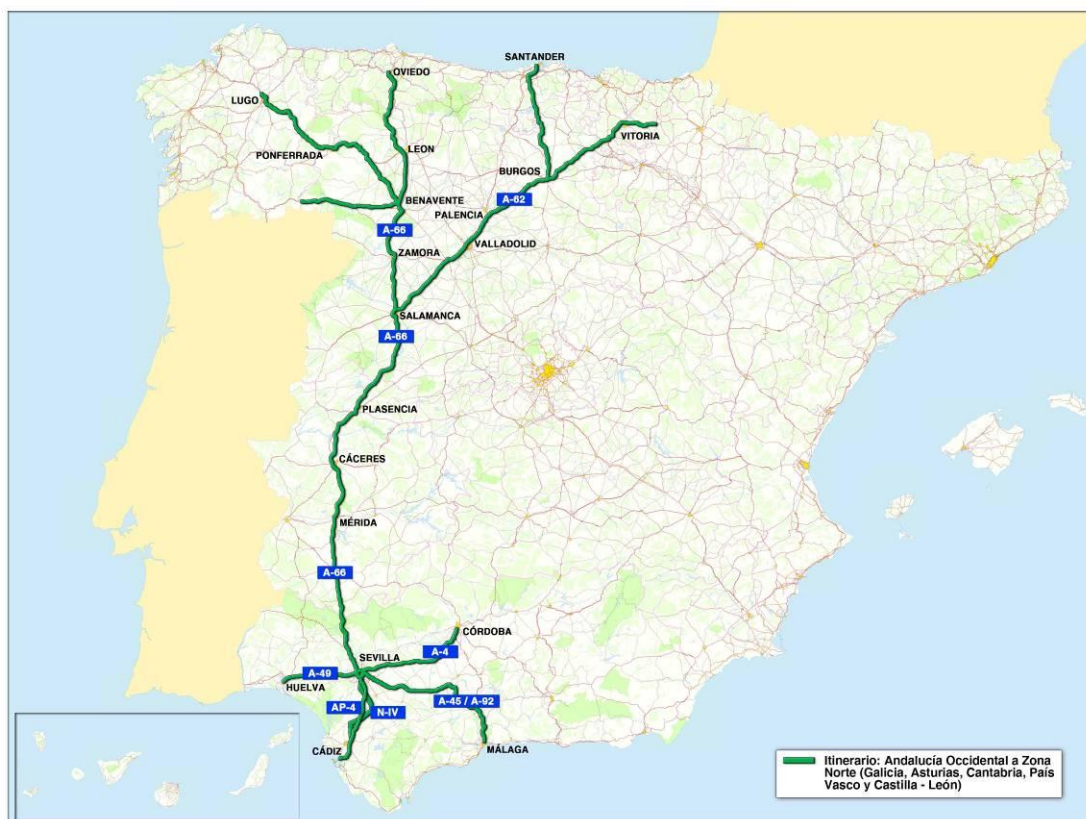 SANTANDER
OVIEDO
LUGO
VITORIA
LEON
PONFERRADA
BURGOS
BENAVENTE
A-62
PALENCIA
A-66
VALLADOLID
ZAMORA
SALAMANCA
A-66
PLASENCIA
CÁCERES
MÉRIDA
A-66
CÓRDOBA
A-4
SEVILLA
A-49
HUELVA
A-45 / A-92
AP-4
N-IV
CÁDIZ
MÁLAGA
Itinerario: Andalucía Occidental a Zona
Norte (Galicia, Asturias, Cantabria, País
Vasco y Castilla - León)